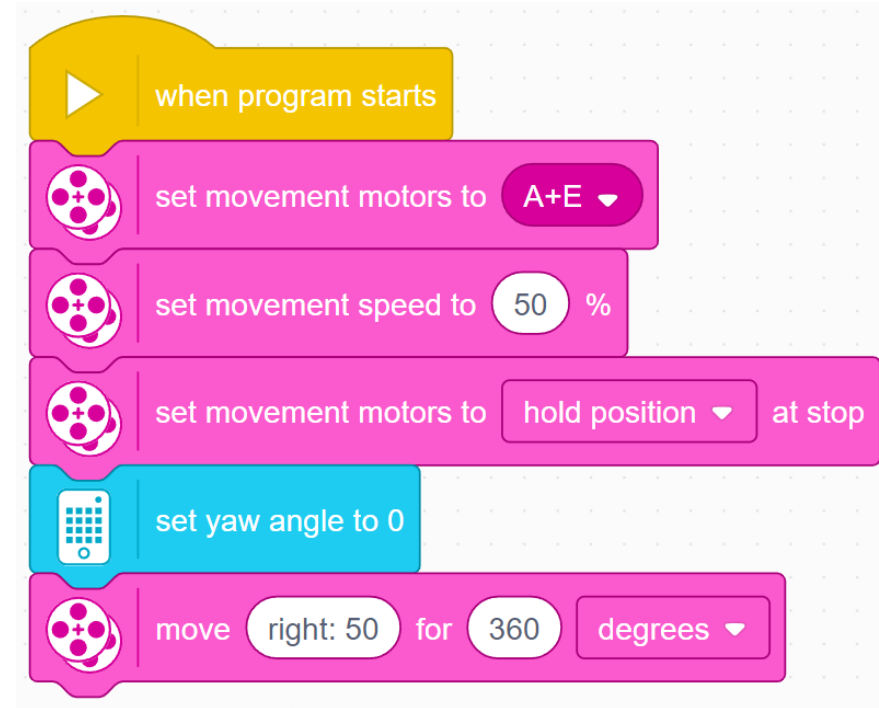 when program starts
set movement motors to A+E
set movement speed to 50 %
set movement motors to hold position at stop
set yaw angle to 0
move right: 50 for 360 degrees